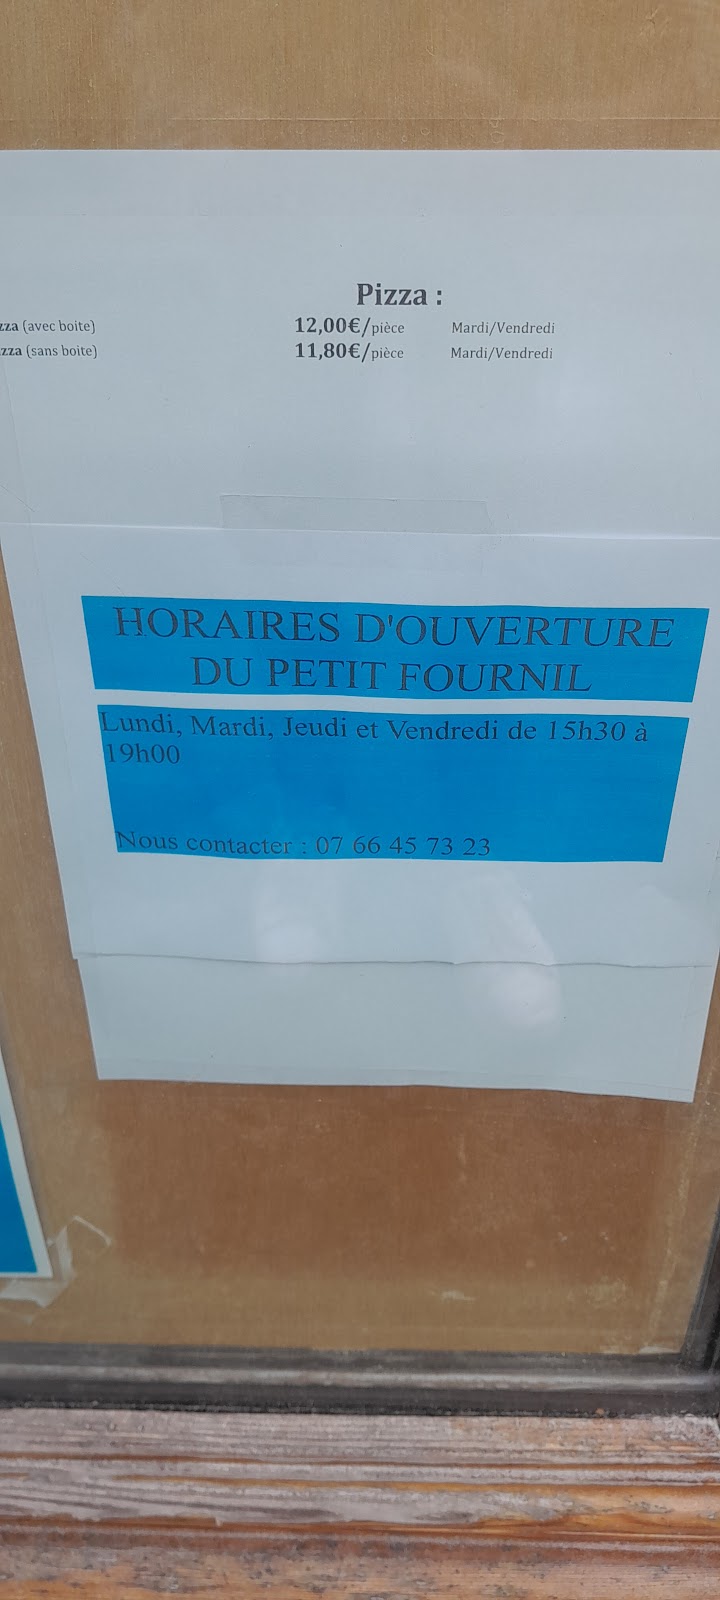 Pizza :
zza (avec boite) 12,00€/pièce Mardi/Vendredi
izza (sans boite) 11,80€/pièce Mardi/Vendredi
HORAIRES D'OUVERTURE
DU PETIT FOURNIL
Lundi, Mardi, Jeudi et Vendredi de 15h30 à
19h00
Nous contacter : 07 66 45 73 23